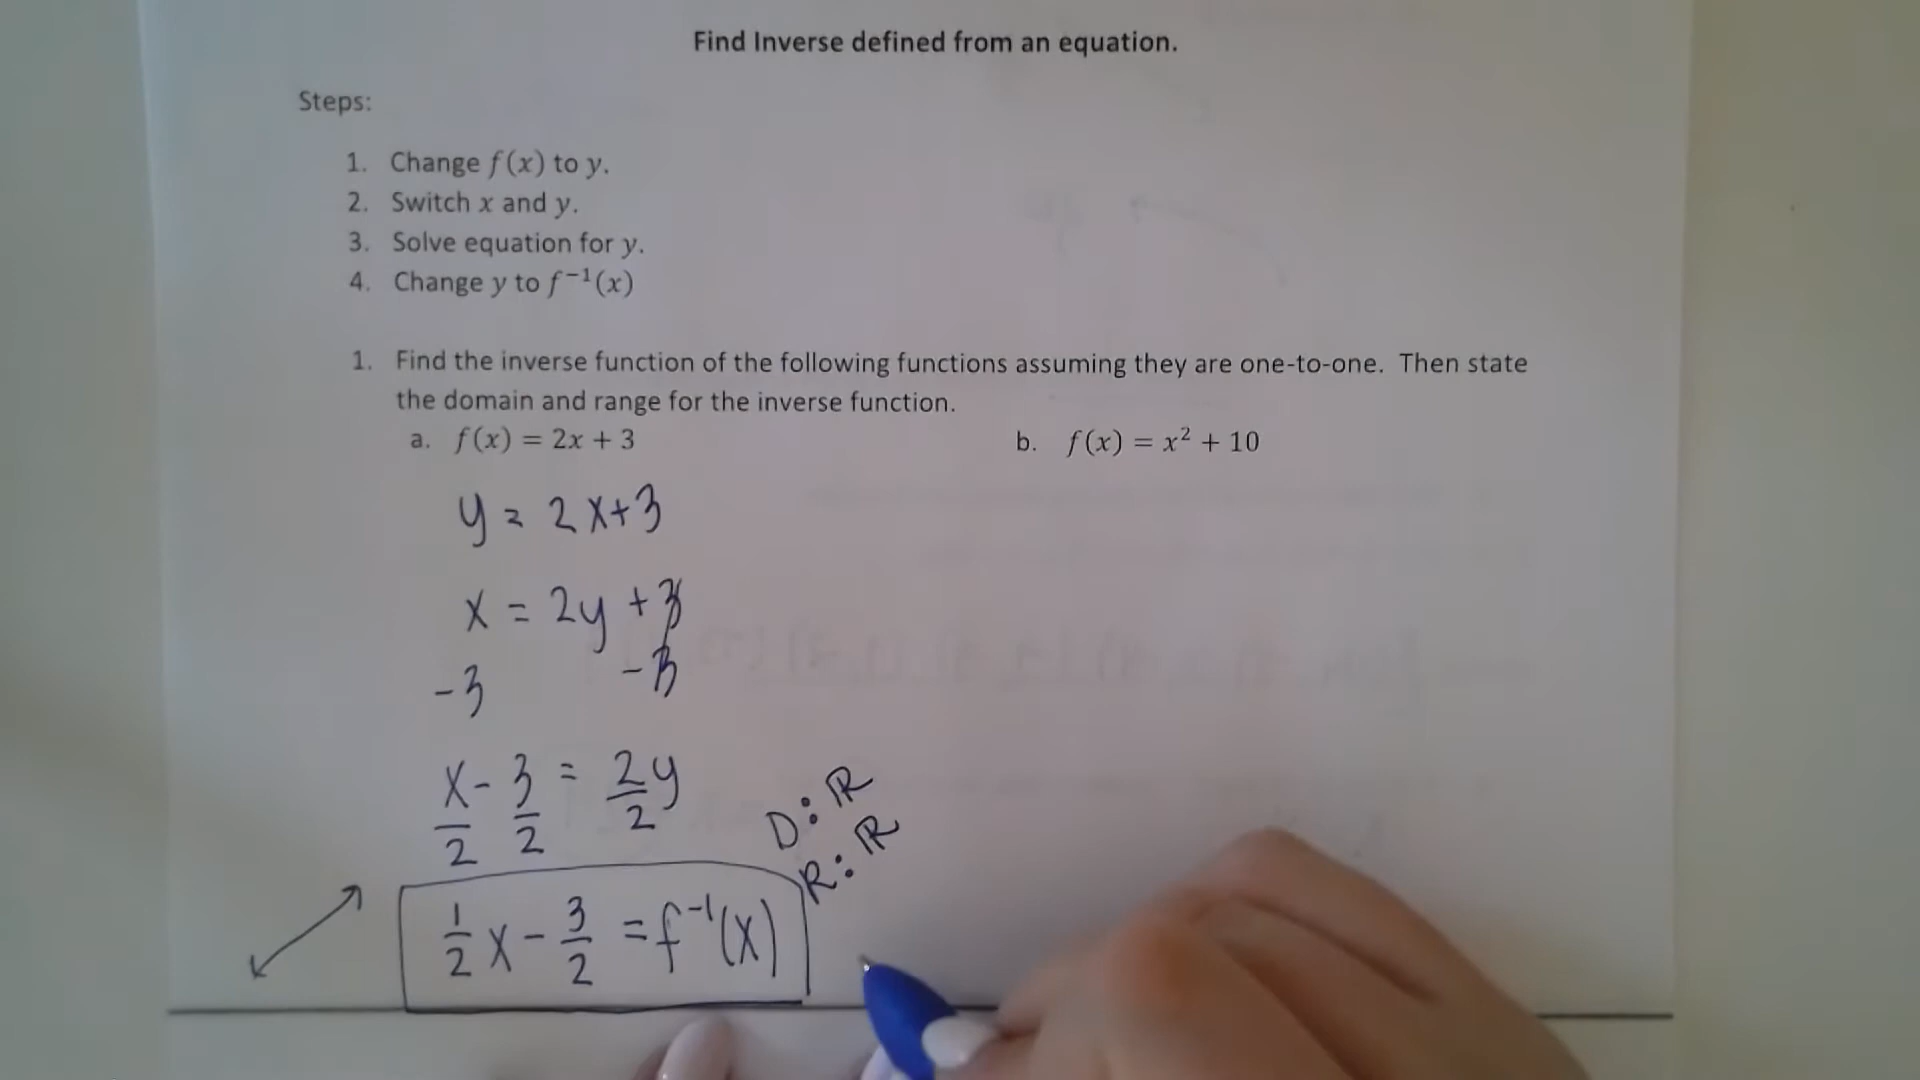 Find Inverse defined from an equation.
Steps:
1. Change f(x) to y.
2. Switch x and y.
3. Solve equation for y.
4. Change y to f⁻¹(x)
1. Find the inverse function of the following functions assuming they are one-to-one. Then state
the domain and range for the inverse function.
a. f(x) = 2x + 3
b. f(x) = x² + 10
y = 2x+3
x = 2y + 3
-3 -3
x/2 - 3/2 = 2y/2
D: ℝ
R: ℝ
1/2 x - 3/2 = f⁻¹(x)